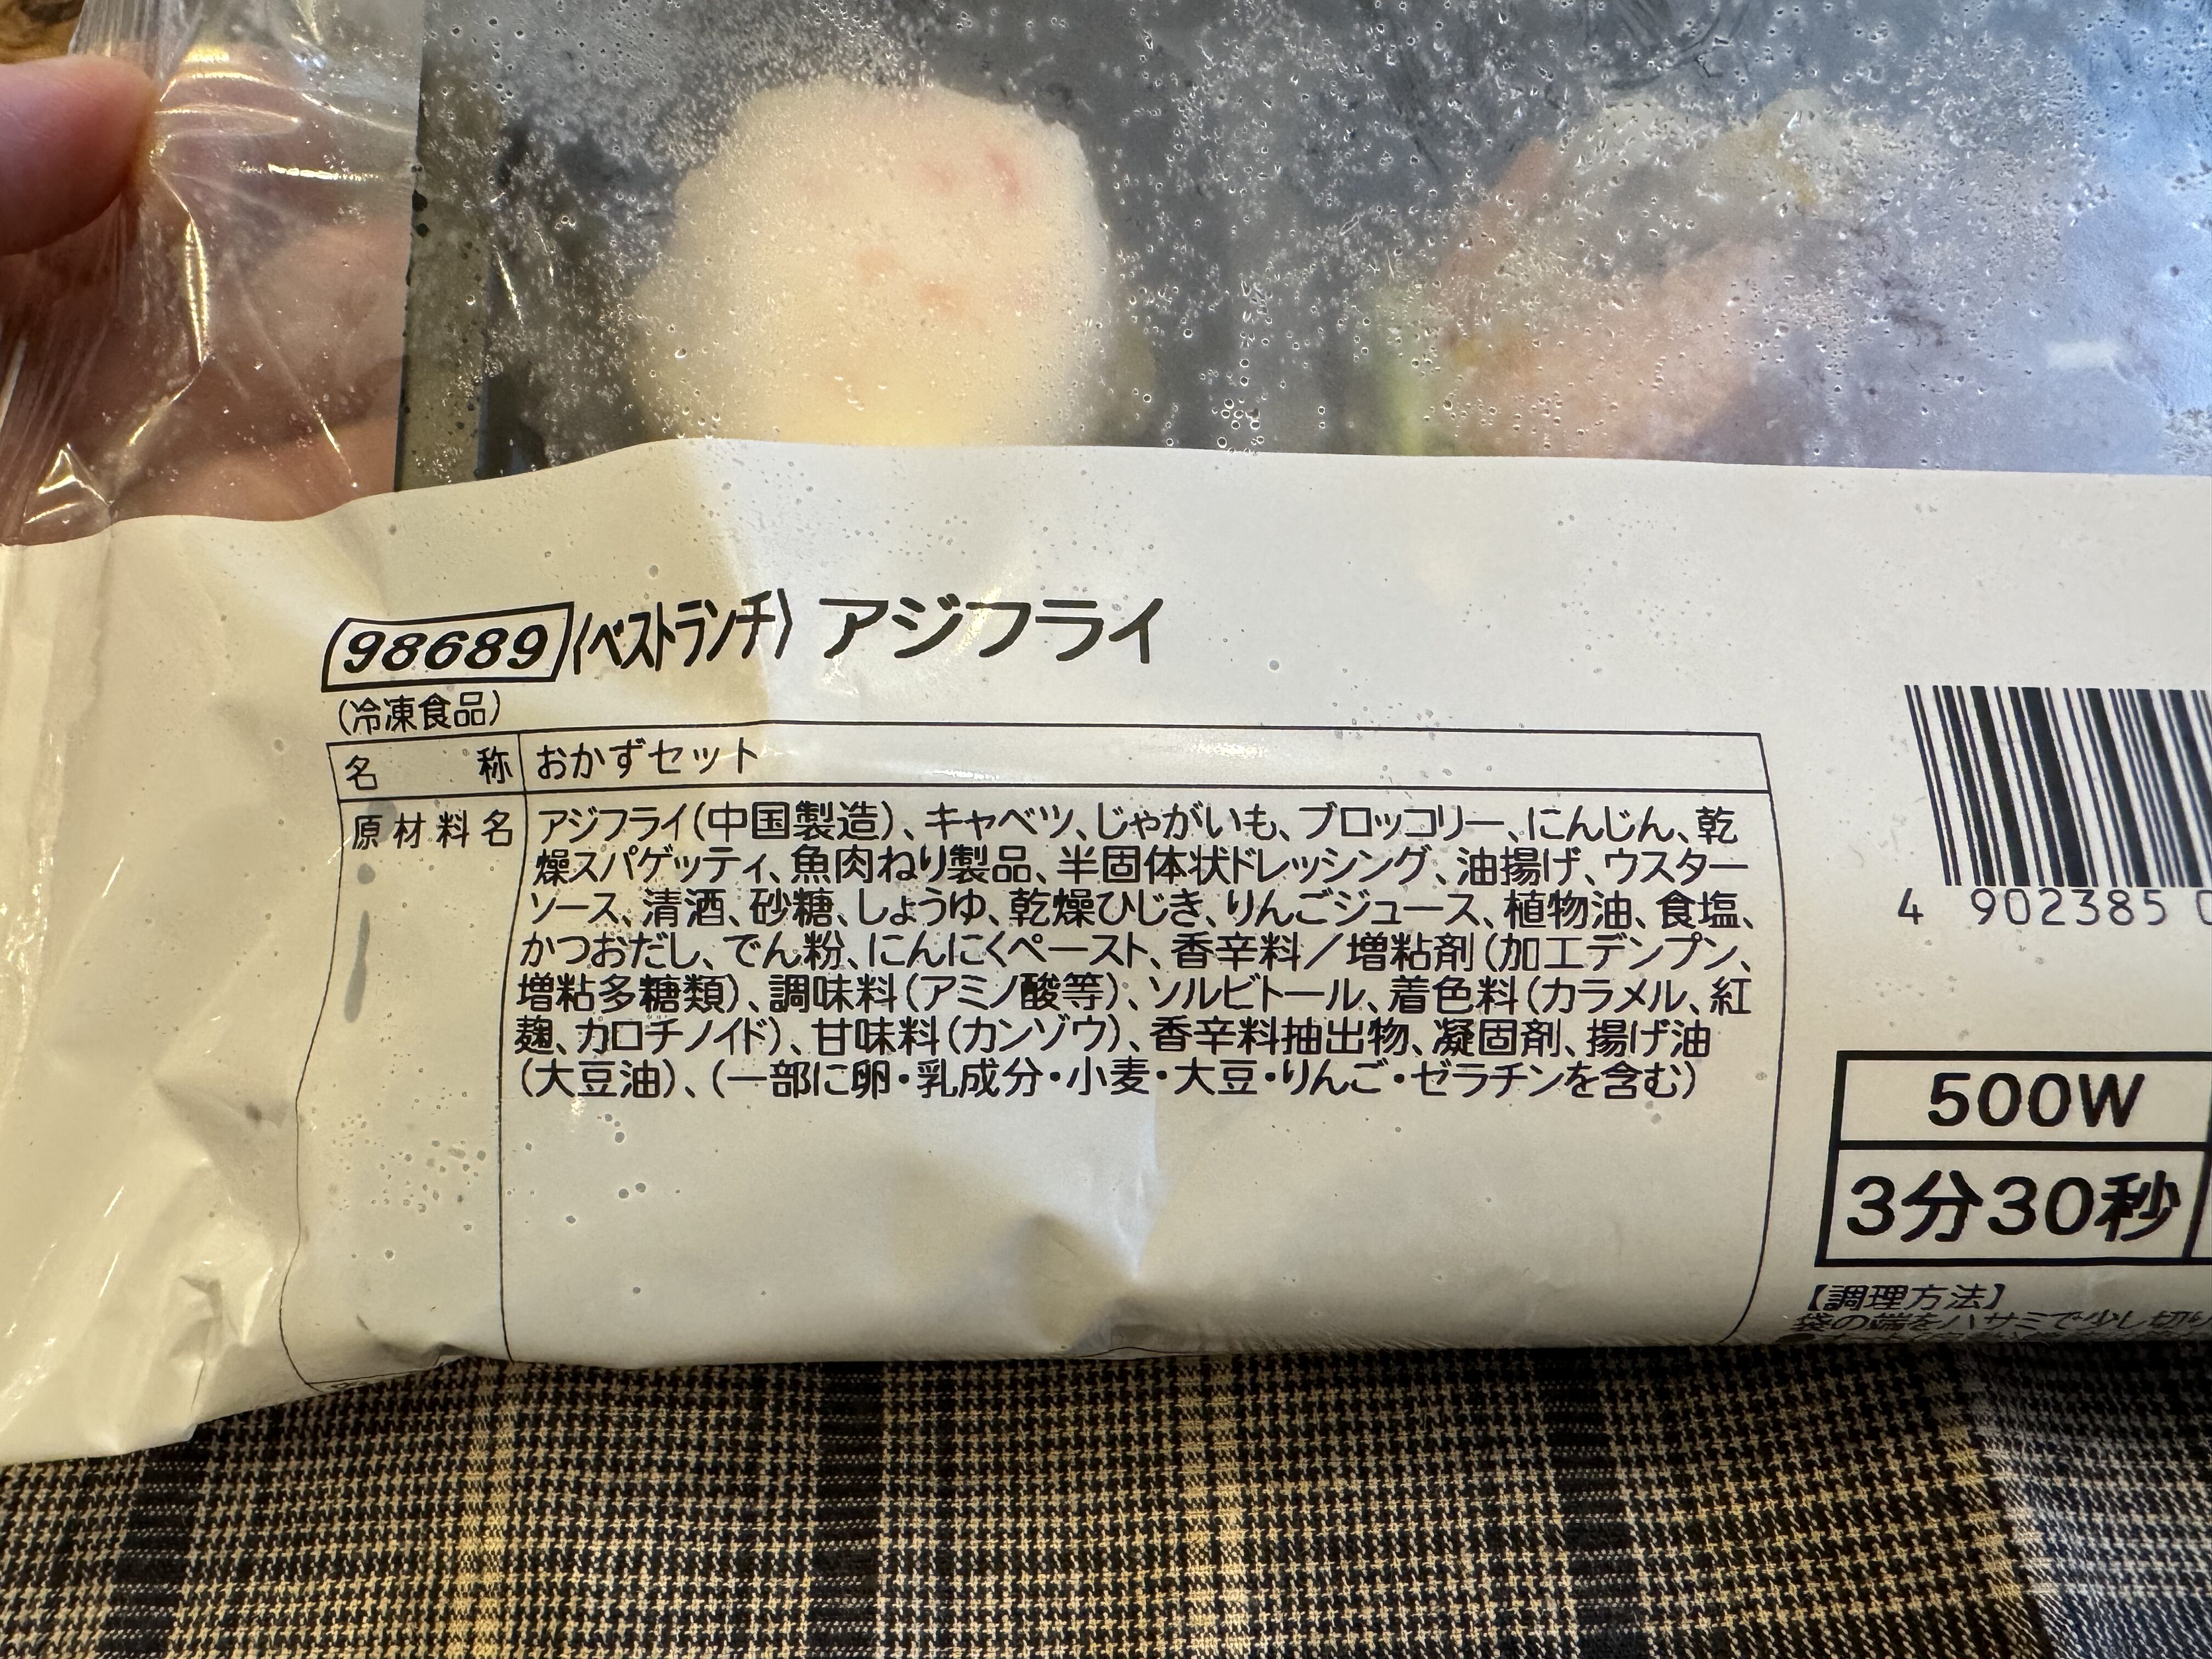 98689〈ベストランチ〉アジフライ
(冷凍食品)
名称 おかずセット
原材料名 アジフライ(中国製造)、キャベツ、じゃがいも、ブロッコリー、にんじん、乾
燥スパゲッティ、魚肉ねり製品、半固体状ドレッシング、油揚げ、ウスター
ソース、清酒、砂糖、しょうゆ、乾燥ひじき、りんごジュース、植物油、食塩、
かつおだし、でん粉、にんにくペースト、香辛料/増粘剤(加工デンプン、
増粘多糖類)、調味料(アミノ酸等)、ソルビトール、着色料(カラメル、紅
麹、カロチノイド)、甘味料(カンゾウ)、香辛料抽出物、凝固剤、揚げ油
(大豆油)、(一部に卵・乳成分・小麦・大豆・りんご・ゼラチンを含む)
4 902385
500W
3分30秒
【調理方法】
袋の端をハサミで少し切り